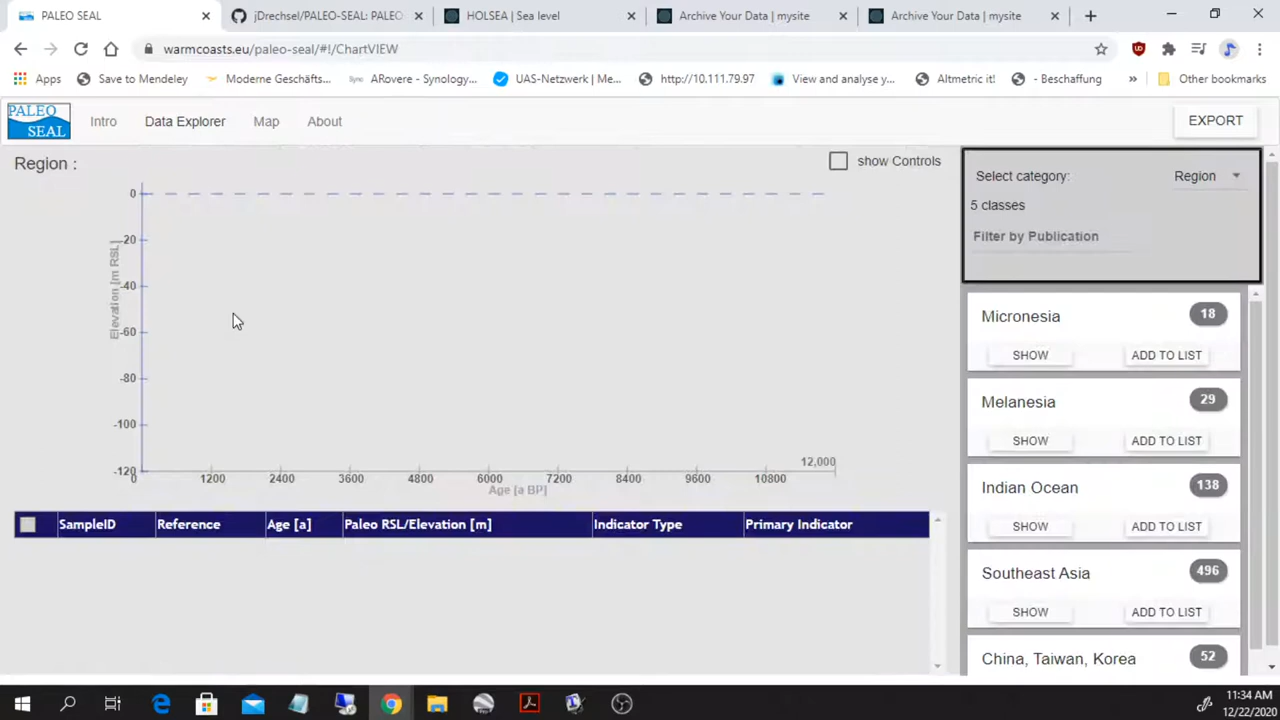 PALEO SEAL
jDrechsel/PALEO-SEAL: PALEO
HOLSEA | Sea level
Archive Your Data | mysite
Archive Your Data | mysite
warmcoasts.eu/paleo-seal/#!/ChartVIEW
Apps
Save to Mendeley
Moderne Geschäfts...
ARovere - Synology...
UAS-Netzwerk | Me...
http://10.111.79.97
View and analyse y...
Altmetric it!
- Beschaffung
»
Other bookmarks
PALEO
SEAL
Intro
Data Explorer
Map
About
EXPORT
Region :
show Controls
Select category:
Region
5 classes
Filter by Publication
0
-20
-40
-60
-80
-100
-120
Elevation [m RSL]
0
1200
2400
3600
4800
6000
7200
8400
9600
10800
12,000
Age [a BP]
SampleID
Reference
Age [a]
Paleo RSL/Elevation [m]
Indicator Type
Primary Indicator
Micronesia
18
SHOW
ADD TO LIST
Melanesia
29
SHOW
ADD TO LIST
Indian Ocean
138
SHOW
ADD TO LIST
Southeast Asia
496
SHOW
ADD TO LIST
China, Taiwan, Korea
52
11:34 AM
12/22/2020